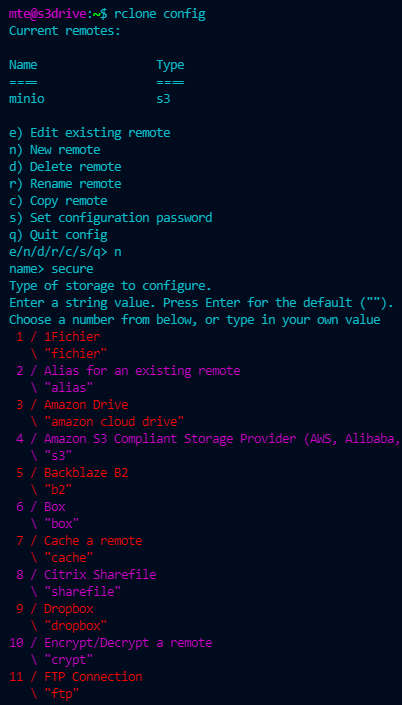 mte@s3drive:~$ rclone config
Current remotes:
Name                 Type
====                 ====
minio                s3
e) Edit existing remote
n) New remote
d) Delete remote
r) Rename remote
c) Copy remote
s) Set configuration password
q) Quit config
e/n/d/r/c/s/q> n
name> secure
Type of storage to configure.
Enter a string value. Press Enter for the default ("").
Choose a number from below, or type in your own value
 1 / 1Fichier
   \ "fichier"
 2 / Alias for an existing remote
   \ "alias"
 3 / Amazon Drive
   \ "amazon cloud drive"
 4 / Amazon S3 Compliant Storage Provider (AWS, Alibaba,
   \ "s3"
 5 / Backblaze B2
   \ "b2"
 6 / Box
   \ "box"
 7 / Cache a remote
   \ "cache"
 8 / Citrix Sharefile
   \ "sharefile"
 9 / Dropbox
   \ "dropbox"
10 / Encrypt/Decrypt a remote
   \ "crypt"
11 / FTP Connection
   \ "ftp"